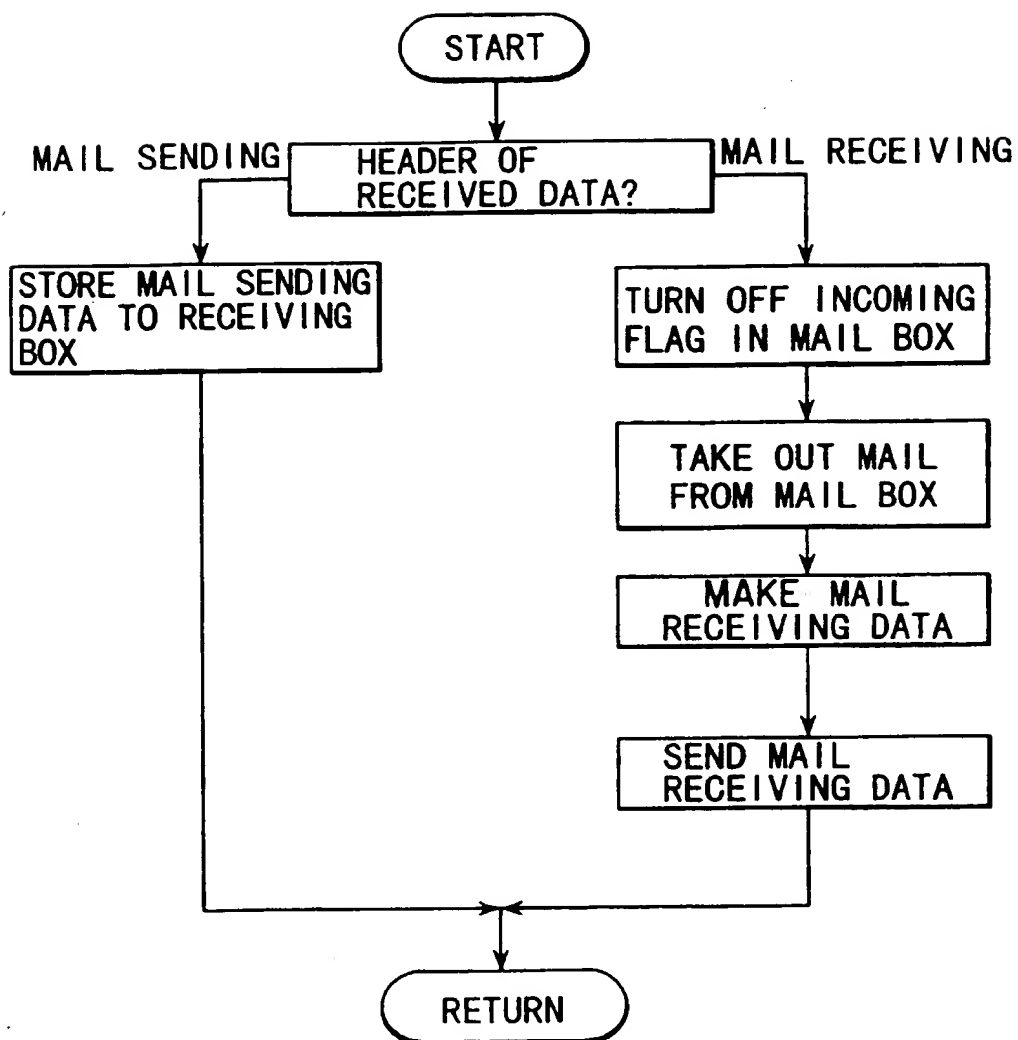 START
MAIL SENDING
HEADER OF
RECEIVED DATA?
MAIL RECEIVING
STORE MAIL SENDING
DATA TO RECEIVING
BOX
TURN OFF INCOMING
FLAG IN MAIL BOX
TAKE OUT MAIL
FROM MAIL BOX
MAKE MAIL
RECEIVING DATA
SEND MAIL
RECEIVING DATA
RETURN